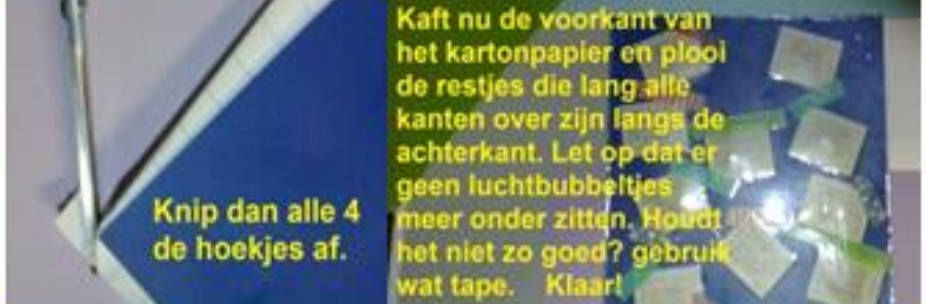 Knip dan alle 4
de hoekjes af.
Kaft nu de voorkant van
het kartonpapier en plooi
de restjes die lang alle
kanten over zijn langs de
achterkant. Let op dat er
geen luchtbubbeltjes
meer onder zitten. Houdt
het niet zo goed? gebruik
wat tape. Klaar!